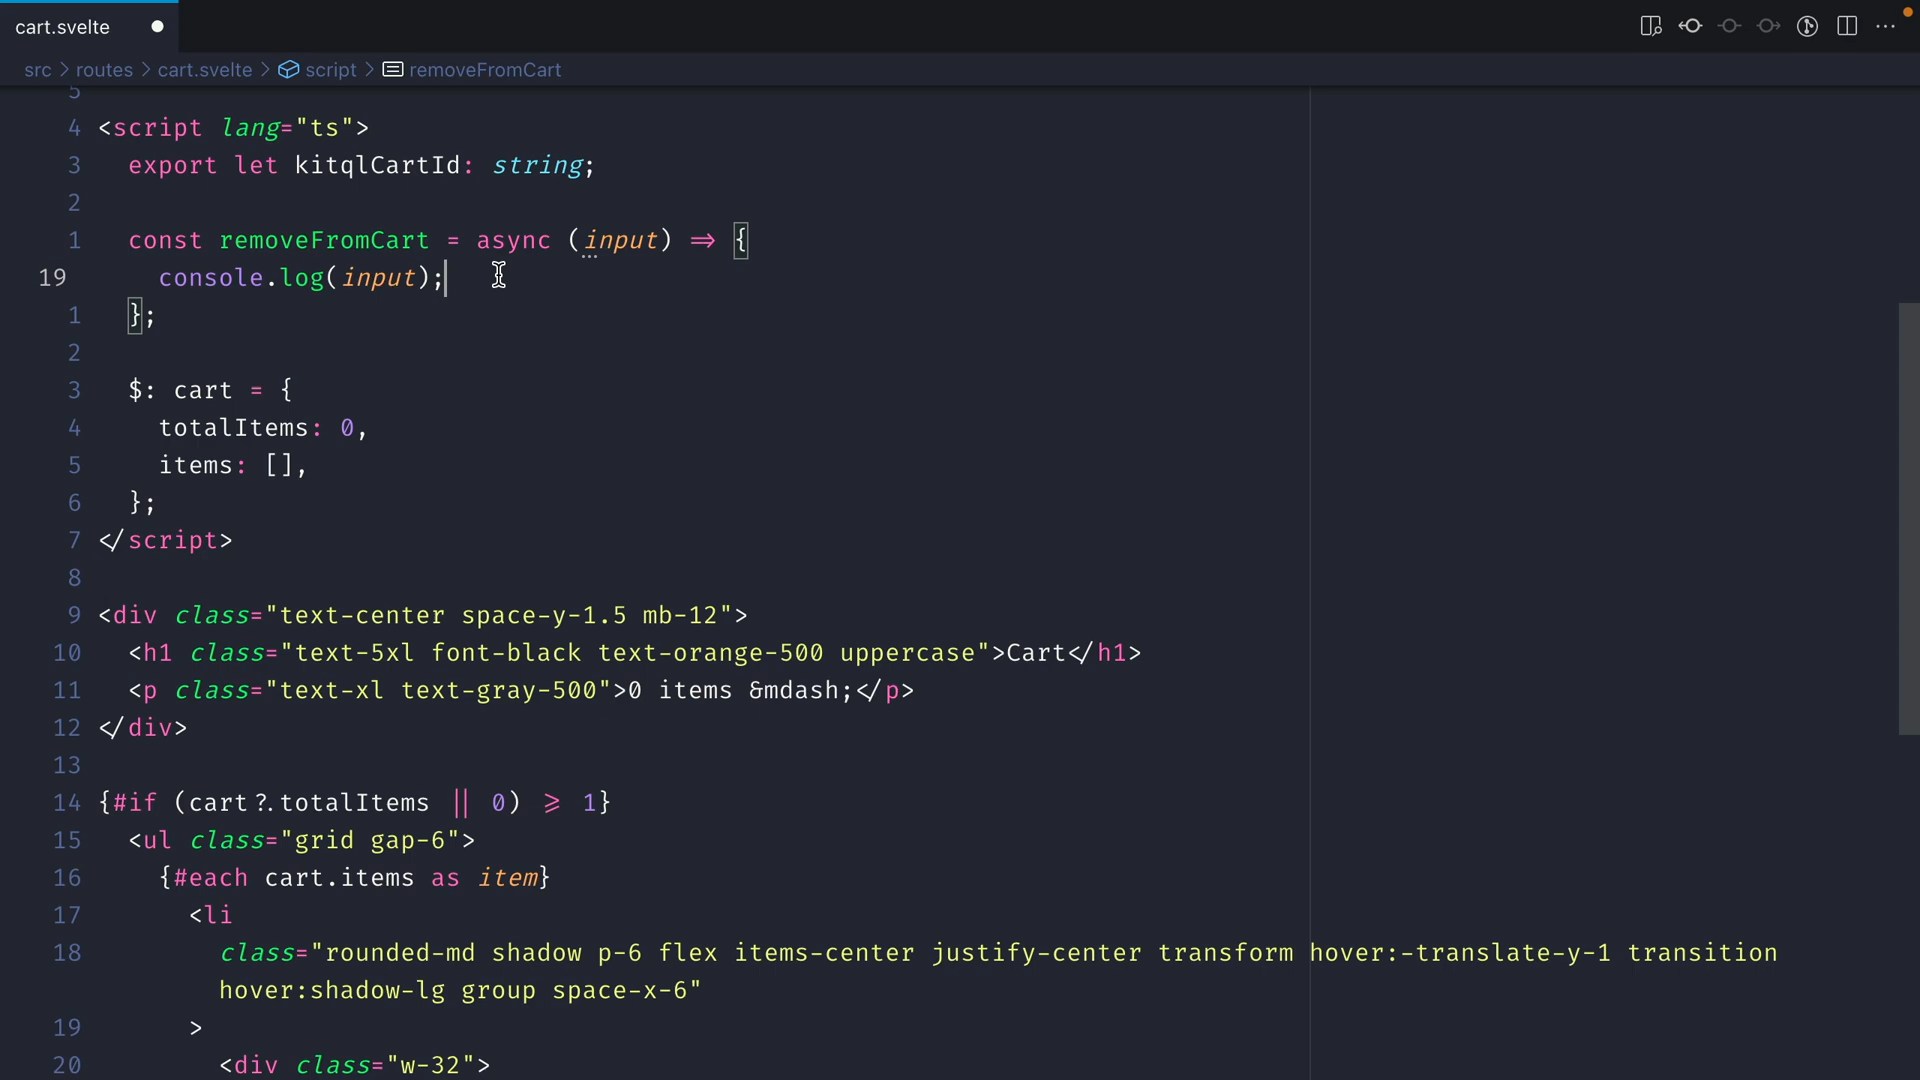 cart.svelte
src > routes > cart.svelte > script > removeFromCart
5
4 <script lang="ts">
3 export let kitqlCartId: string;
2
1 const removeFromCart = async (input) => {
19 console.log(input);
1 };
2
3 $: cart = {
4 totalItems: 0,
5 items: [],
6 };
7 </script>
8
9 <div class="text-center space-y-1.5 mb-12">
10 <h1 class="text-5xl font-black text-orange-500 uppercase">Cart</h1>
11 <p class="text-xl text-gray-500">0 items &mdash;</p>
12 </div>
13
14 {#if (cart?.totalItems || 0) >= 1}
15 <ul class="grid gap-6">
16 {#each cart.items as item}
17 <li
18 class="rounded-md shadow p-6 flex items-center justify-center transform hover:-translate-y-1 transition
hover:shadow-lg group space-x-6"
19 >
20 <div class="w-32">